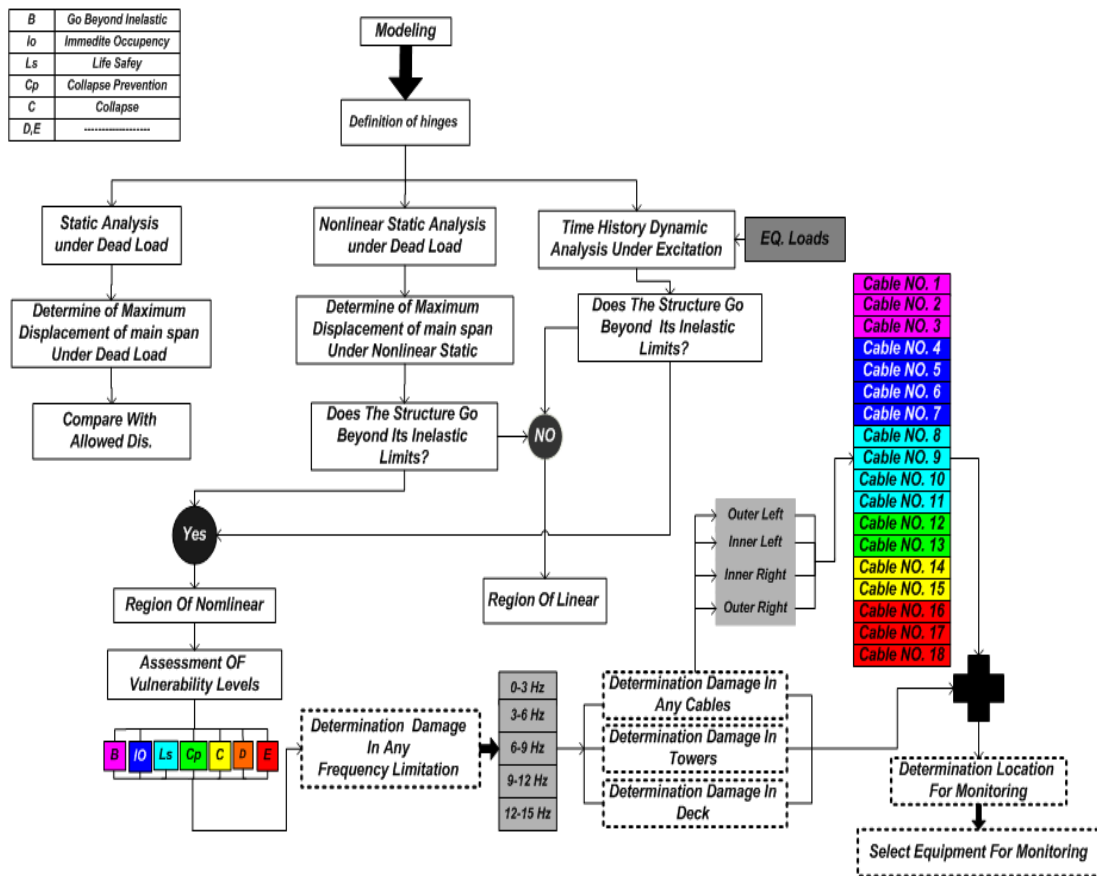 B Go Beyond Inelastic
Io Immedite Occupency
Ls Life Safey
Cp Collapse Prevention
C Collapse
D,E ------------------
Modeling
Definition of hinges
Static Analysis
under Dead Load
Nonlinear Static Analysis
under Dead Load
Time History Dynamic
Analysis Under Excitation
EQ. Loads
Determine of Maximum
Displacement of main span
Under Dead Load
Determine of Maximum
Displacement of main span
Under Nonlinear Static
Does The Structure Go
Beyond Its Inelastic
Limits?
Compare With
Allowed Dis.
Does The Structure Go
Beyond Its Inelastic
Limits?
NO
Yes
Region Of Nomlinear
Region Of Linear
Assessment OF
Vulnerability Levels
B IO Ls Cp C D E
Determination Damage
In Any
Frequency Limitation
0-3 Hz
3-6 Hz
6-9 Hz
9-12 Hz
12-15 Hz
Determination Damage In
Any Cables
Determination Damage In
Towers
Determination Damage In
Deck
Outer Left
Inner Left
Inner Right
Outer Right
Cable NO. 1
Cable NO. 2
Cable NO. 3
Cable NO. 4
Cable NO. 5
Cable NO. 6
Cable NO. 7
Cable NO. 8
Cable NO. 9
Cable NO. 10
Cable NO. 11
Cable NO. 12
Cable NO. 13
Cable NO. 14
Cable NO. 15
Cable NO. 16
Cable NO. 17
Cable NO. 18
Determination Location
For Monitoring
Select Equipment For Monitoring